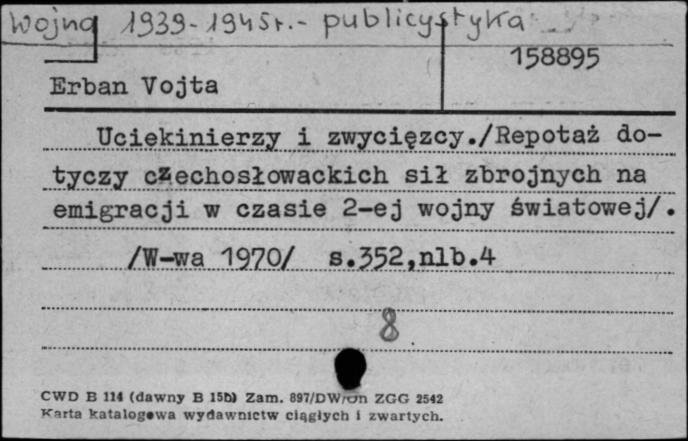 Wojna 1939-1945r.- publicystyka
158895
Erban Vojta
Uciekinierzy i zwycięzcy./Repotaż do-
tyczy czechosłowackich sił zbrojnych na
emigracji w czasie 2-ej wojny światowej/.
/W-wa 1970/ s.352,nlb.4
8
CWD B 114 (dawny B 15b) Zam. 897/DW/Un ZGG 2542
Karta katalogowa wydawnictw ciągłych i zwartych.